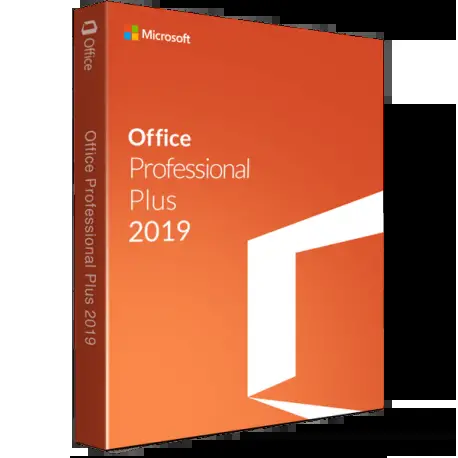 Microsoft
Office
Professional
Plus
2019
Office
Office Professional Plus 2019